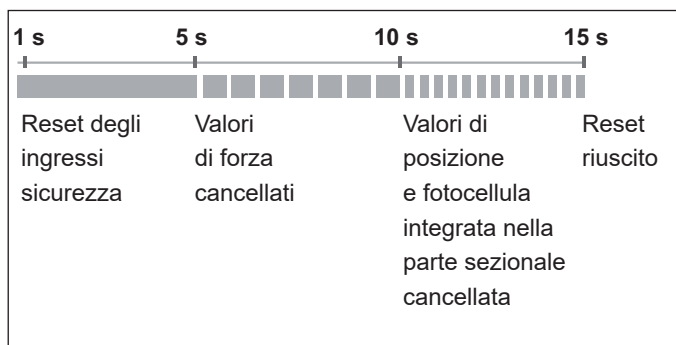 1 s 5 s 10 s 15 s
Reset degli
ingressi
sicurezza
Valori
di forza
cancellati
Valori di
posizione
e fotocellula
integrata nella
parte sezionale
cancellata
Reset
riuscito